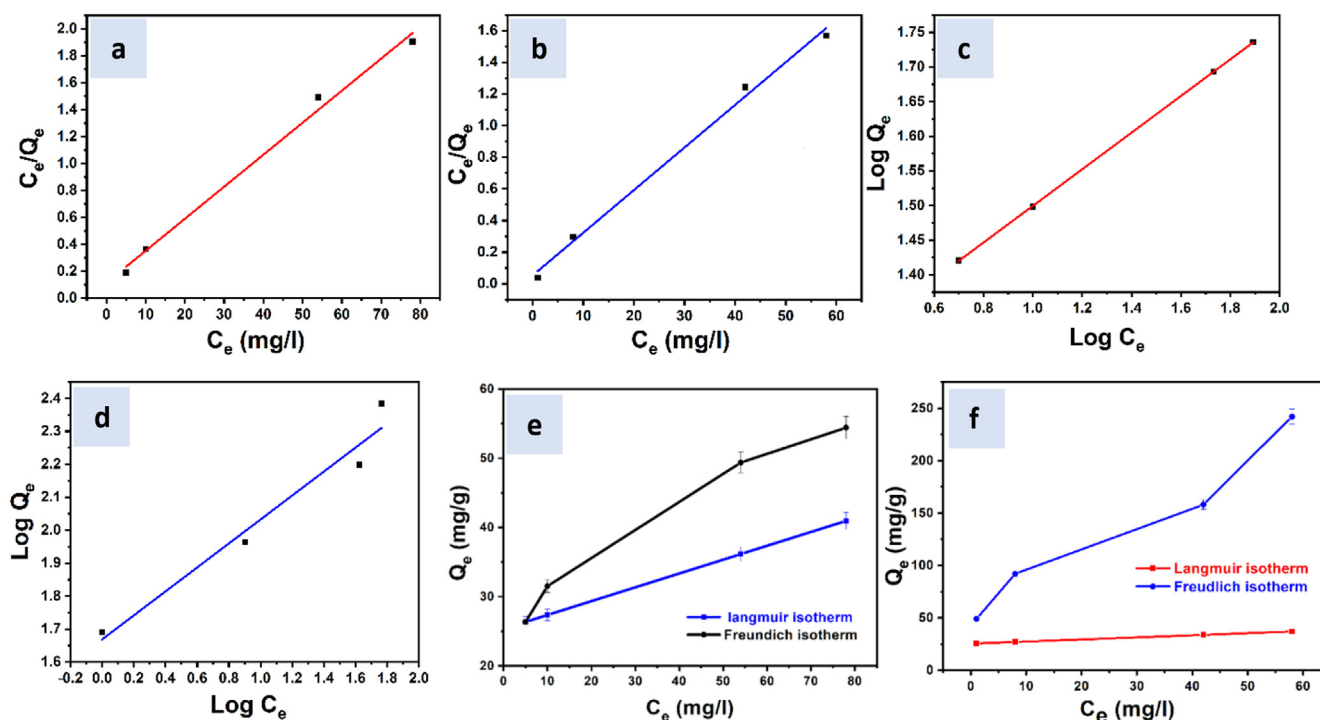 a
2.0
1.8
1.6
1.4
1.2
1.0
0.8
0.6
0.4
0.2
0.0
Ce/Qe
0 10 20 30 40 50 60 70 80
Ce (mg/l)
b
1.6
1.4
1.2
1.0
0.8
0.6
0.4
0.2
0.0
Ce/Qe
0 10 20 30 40 50 60
Ce (mg/l)
c
1.75
1.70
1.65
1.60
1.55
1.50
1.45
1.40
Log Qe
0.6 0.8 1.0 1.2 1.4 1.6 1.8 2.0
Log Ce
d
2.4
2.3
2.2
2.1
2.0
1.9
1.8
1.7
1.6
Log Qe
-0.2 0.0 0.2 0.4 0.6 0.8 1.0 1.2 1.4 1.6 1.8 2.0
Log Ce
e
60
50
40
30
20
Qe (mg/g)
langmuir isotherm
Freundich isotherm
0 10 20 30 40 50 60 70 80
Ce (mg/l)
f
250
200
150
100
50
0
Qe (mg/g)
Langmuir isotherm
Freudlich isotherm
0 10 20 30 40 50 60
Ce (mg/l)